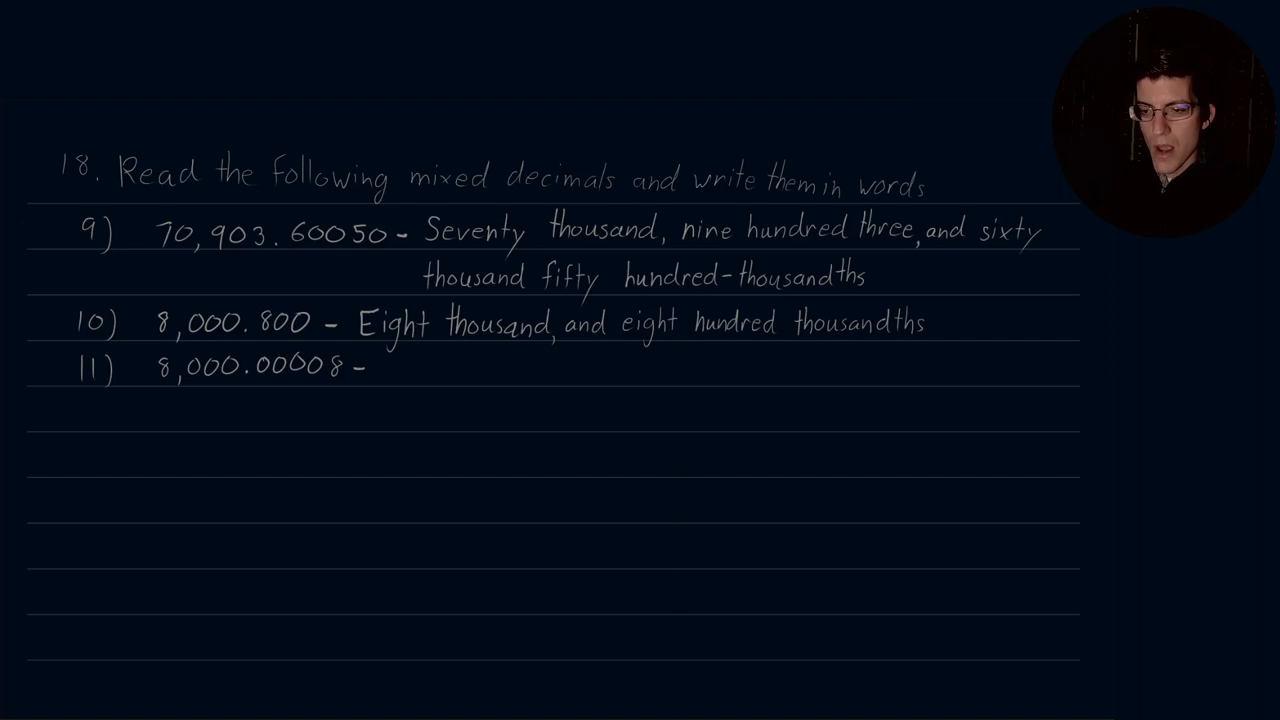 18. Read the following mixed decimals and write them in words
9) 70,903.60050 - Seventy thousand, nine hundred three, and sixty
thousand fifty hundred-thousandths
10) 8,000.800 - Eight thousand, and eight hundred thousandths
11) 8,000.00008 -